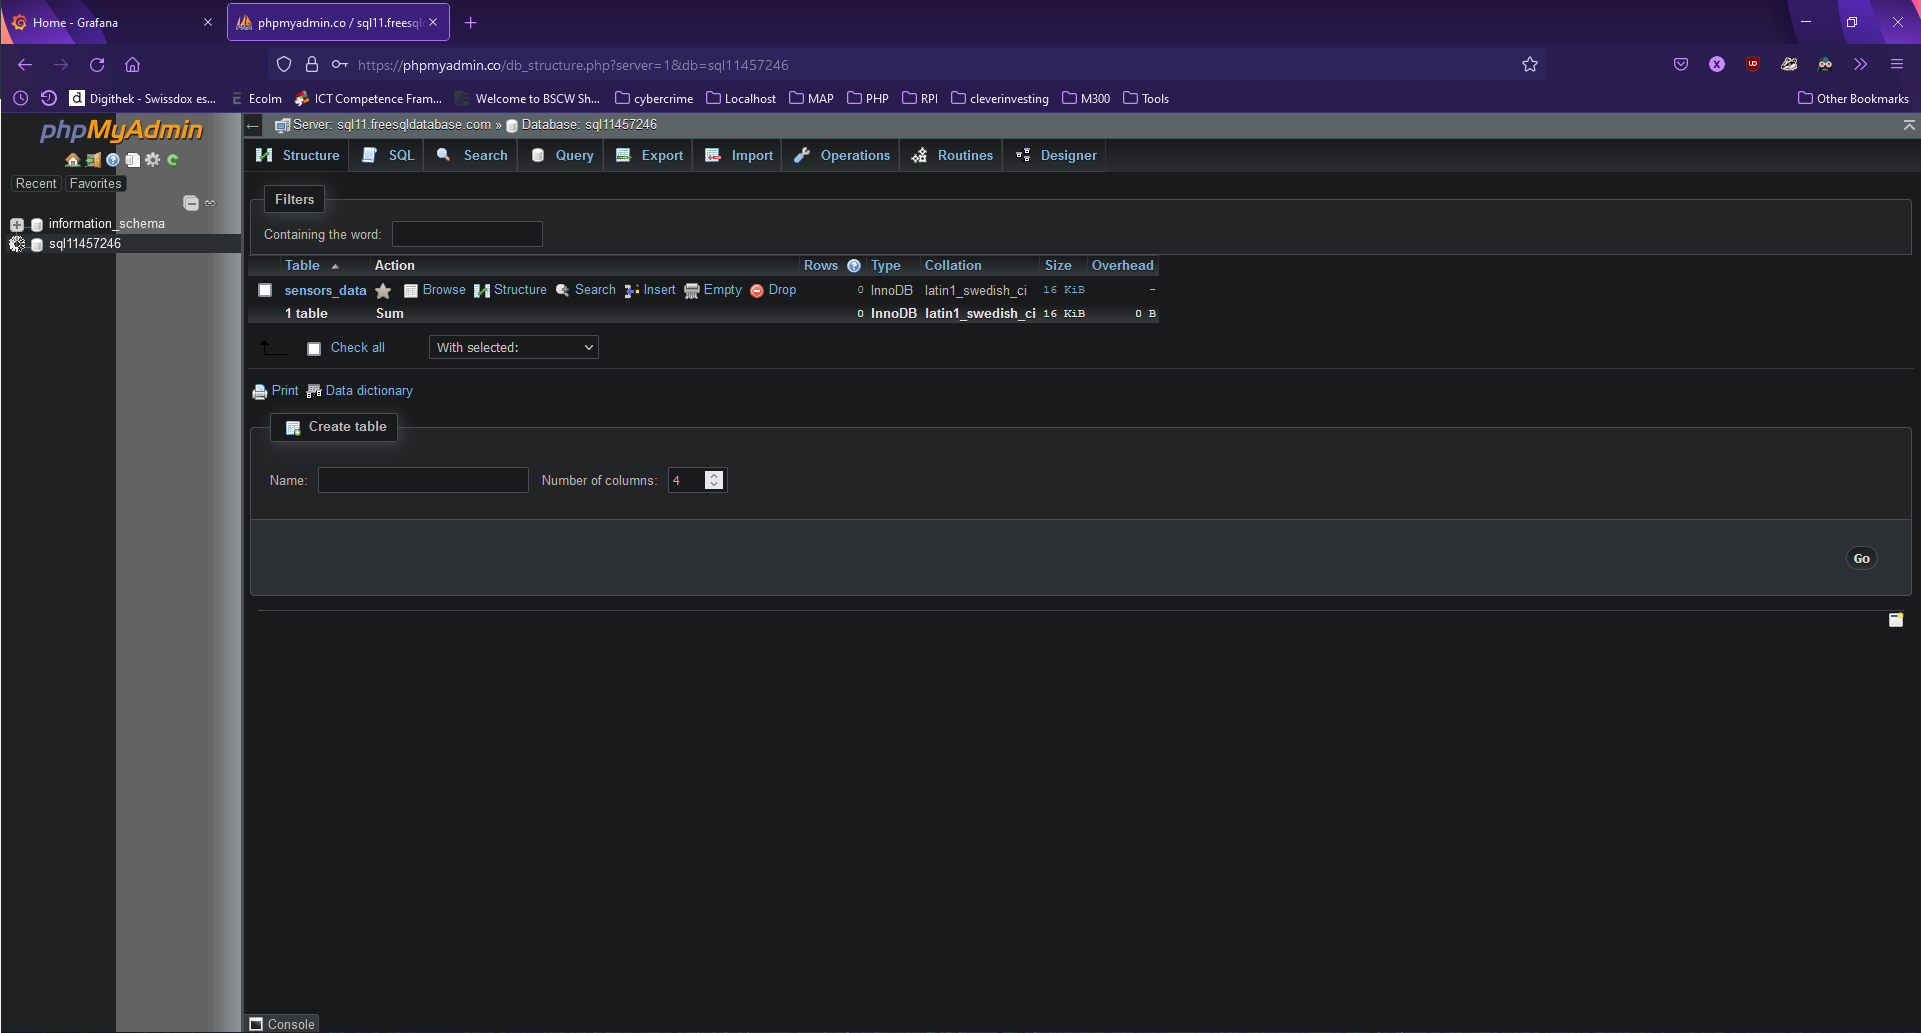 Home - Grafana
phpmyadmin.co / sql11.freesql
https://phpmyadmin.co/db_structure.php?server=1&db=sql11457246
Digithek - Swissdox es... Ecolm ICT Competence Fram... Welcome to BSCW Sh... cybercrime Localhost MAP PHP RPI cleverinvesting M300 Tools Other Bookmarks
phpMyAdmin
Recent Favorites
information_schema
sql11457246
Server: sql11.freesqldatabase.com » Database: sql11457246
Structure SQL Search Query Export Import Operations Routines Designer
Filters
Containing the word:
Table Action Rows Type Collation Size Overhead
sensors_data Browse Structure Search Insert Empty Drop 0 InnoDB latin1_swedish_ci 16 KiB -
1 table Sum 0 InnoDB latin1_swedish_ci 16 KiB 0 B
Check all With selected:
Print Data dictionary
Create table
Name: Number of columns: 4
Go
Console